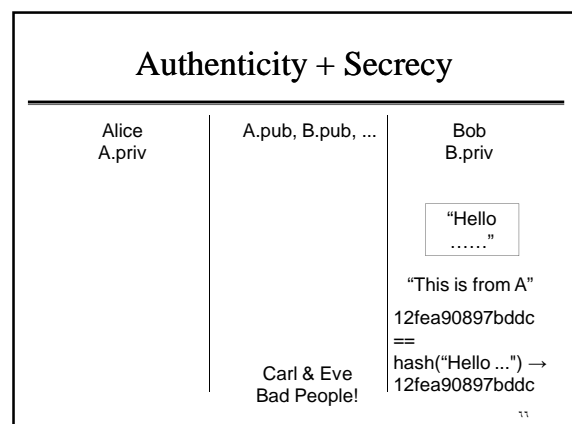 Authenticity + Secrecy
Alice
A.priv
A.pub, B.pub, ...
Carl & Eve
Bad People!
Bob
B.priv
“Hello
……”
“This is from A”
12fea90897bddc
==
hash(“Hello ...") →
12fea90897bddc